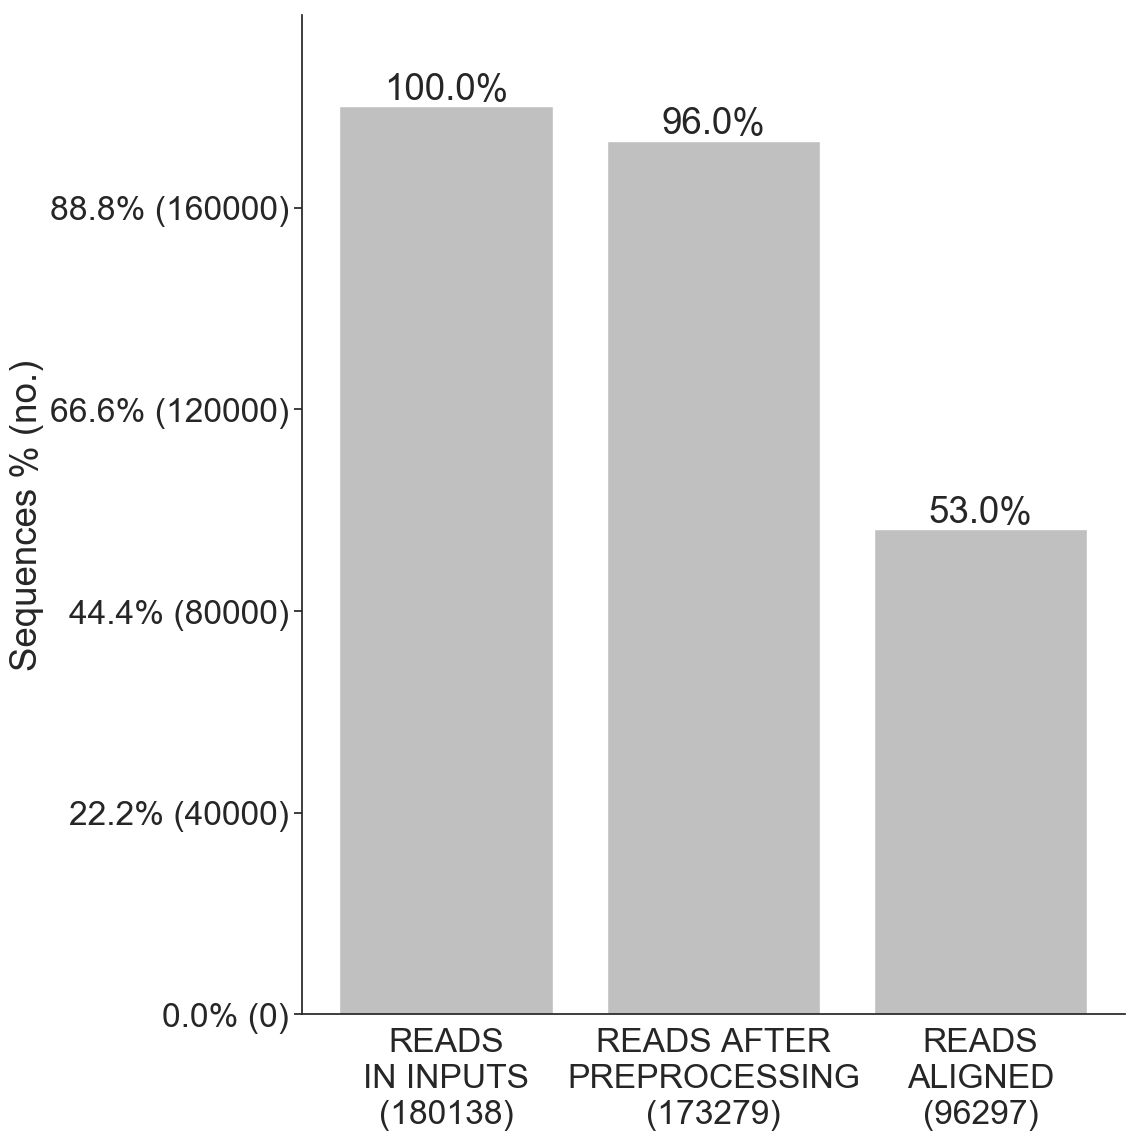 100.0%
96.0%
88.8% (160000)
66.6% (120000)
53.0%
44.4% (80000)
22.2% (40000)
0.0% (0)
Sequences % (no.)
READS
IN INPUTS
(180138)
READS AFTER
PREPROCESSING
(173279)
READS
ALIGNED
(96297)